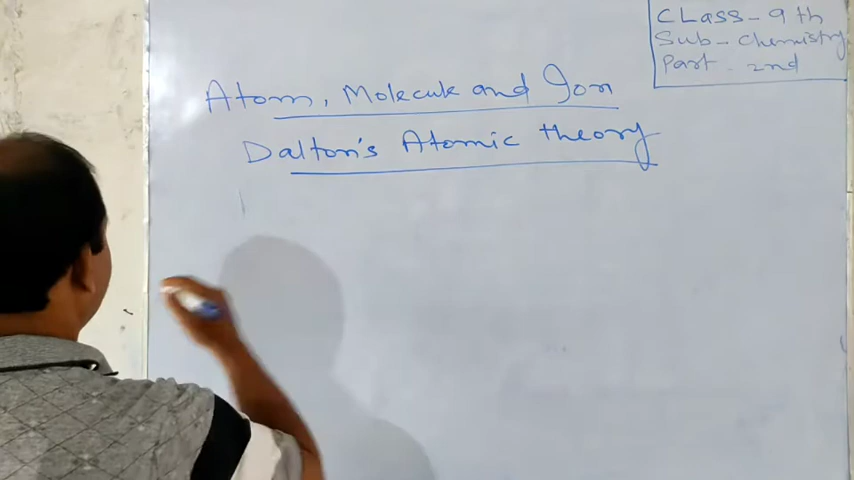 CLass - 9 th
Sub - Chemistry
Part - 2nd
Atom, Molecule and Ion
Dalton's Atomic theory